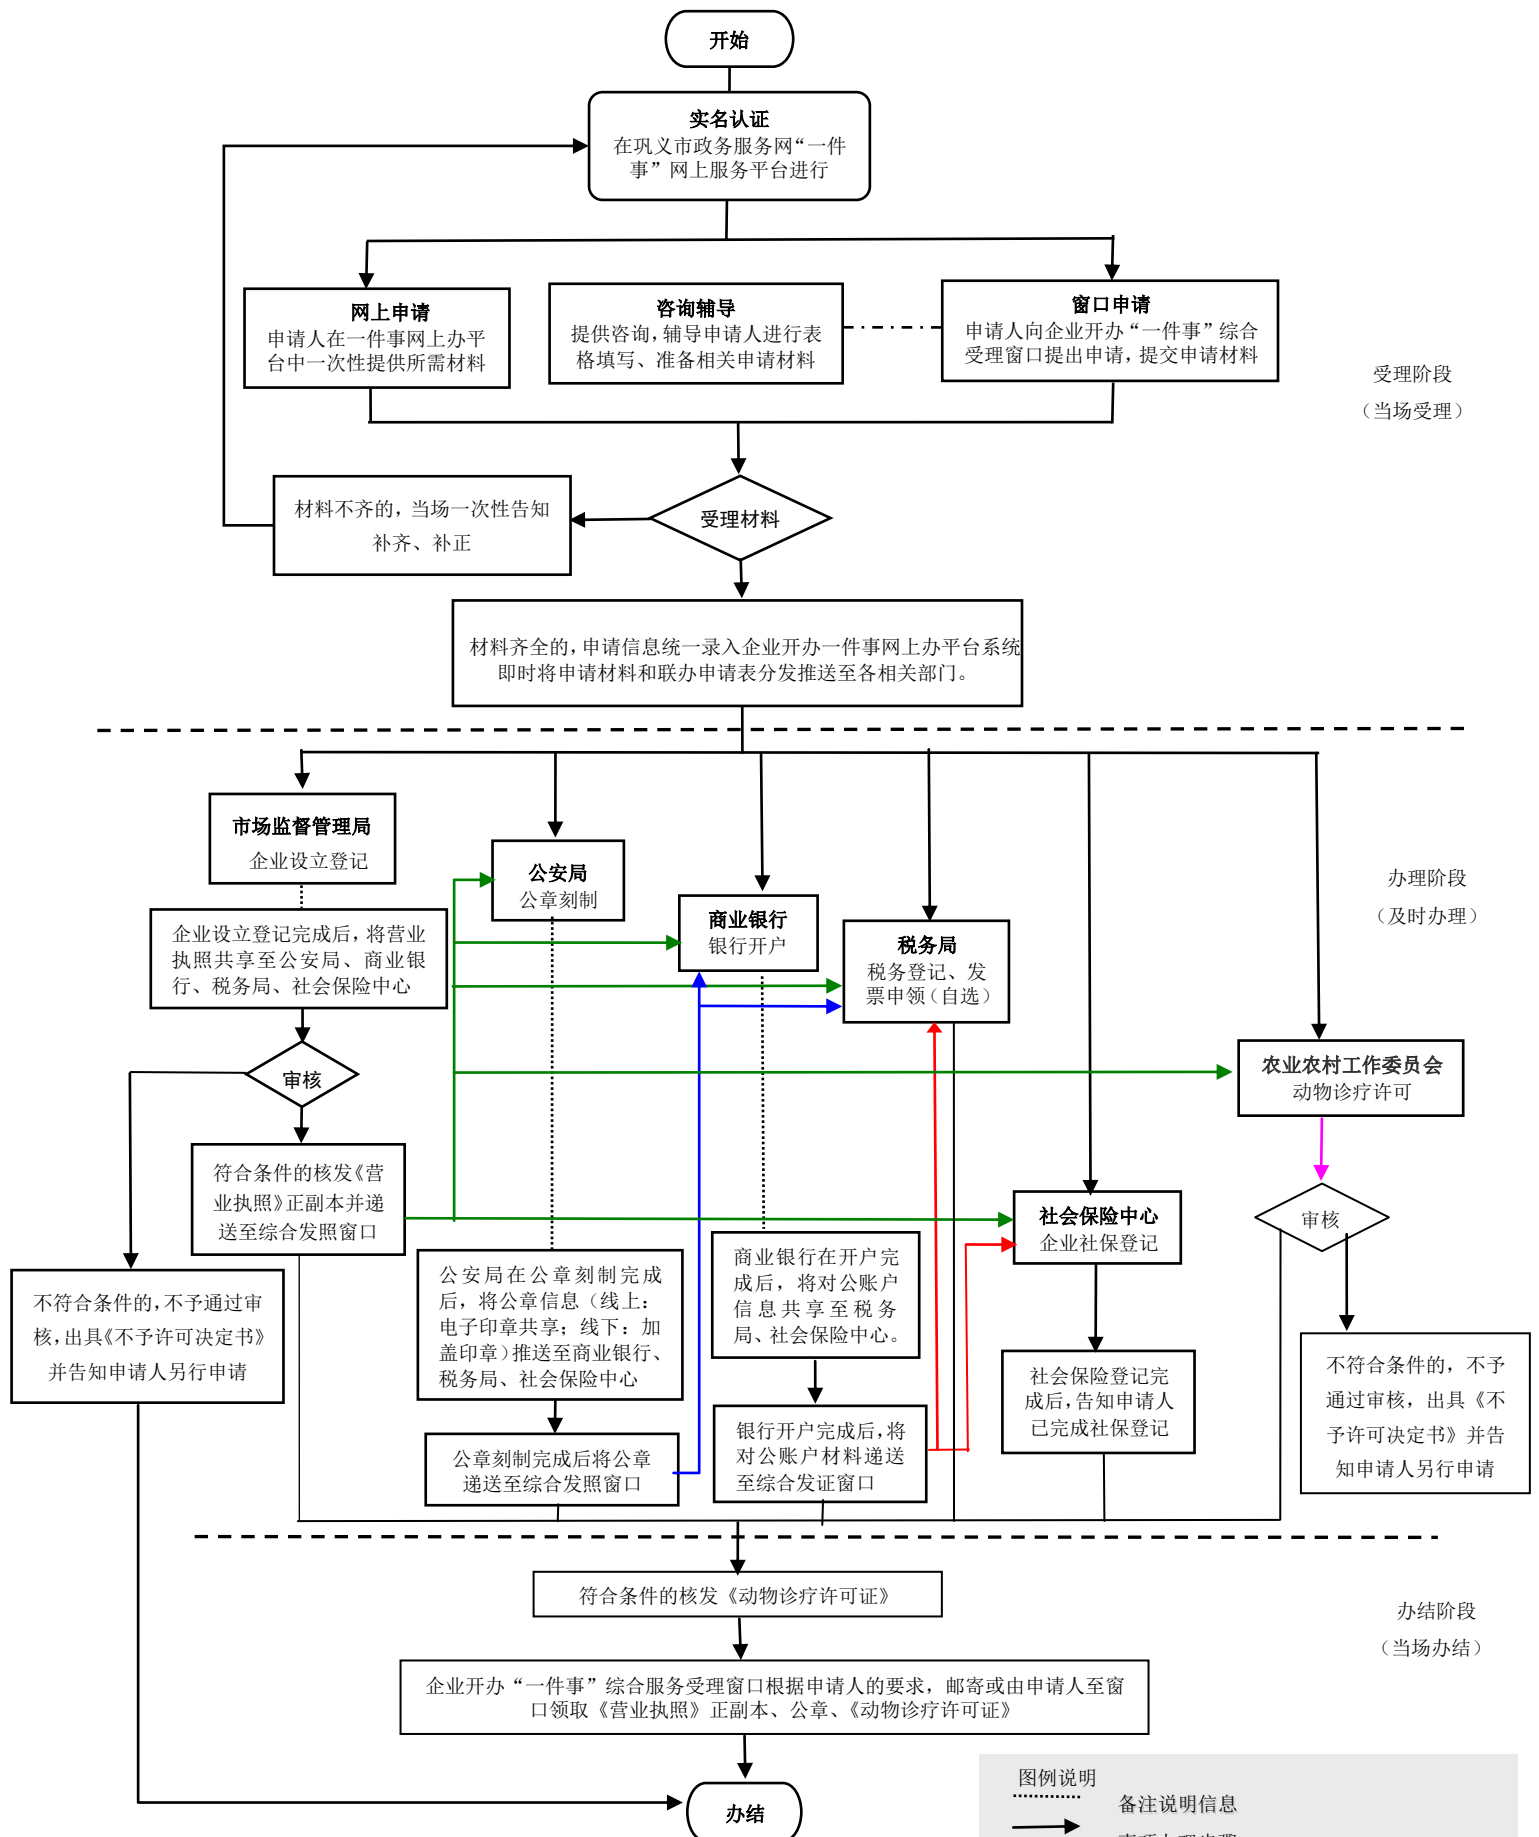 开始
实名认证
在巩义市政务服务网“一件
事”网上服务平台进行
网上申请
申请人在一件事网上办平
台中一次性提供所需材料
咨询辅导
提供咨询，辅导申请人进行表
格填写、准备相关申请材料
窗口申请
申请人向企业开办“一件事”综合
受理窗口提出申请，提交申请材料
受理阶段
（当场受理）
材料不齐的，当场一次性告知
补齐、补正
受理材料
材料齐全的，申请信息统一录入企业开办一件事网上办平台系统
即时将申请材料和联办申请表分发推送至各相关部门。
市场监督管理局
企业设立登记
企业设立登记完成后，将营业
执照共享至公安局、商业银
行、税务局、社会保险中心
审核
符合条件的核发《营
业执照》正副本并递
送至综合发照窗口
不符合条件的，不予通过审
核，出具《不予许可决定书》
并告知申请人另行申请
公安局
公章刻制
公安局在公章刻制完成
后，将公章信息（线上：
电子印章共享；线下：加
盖印章）推送至商业银行、
税务局、社会保险中心
公章刻制完成后将公章
递送至综合发照窗口
商业银行
银行开户
商业银行在开户完
成后，将对公账户
信息共享至税务
局、社会保险中心。
银行开户完成后，将
对公账户材料递送
至综合发证窗口
税务局
税务登记、发
票申领（自选）
社会保险中心
企业社保登记
社会保险登记完
成后，告知申请人
已完成社保登记
农业农村工作委员会
动物诊疗许可
审核
不符合条件的，不予
通过审核，出具《不
予许可决定书》并告
知申请人另行申请
办理阶段
（及时办理）
符合条件的核发《动物诊疗许可证》
企业开办“一件事”综合服务受理窗口根据申请人的要求，邮寄或由申请人至窗
口领取《营业执照》正副本、公章、《动物诊疗许可证》
办结阶段
（当场办结）
办结
图例说明
备注说明信息